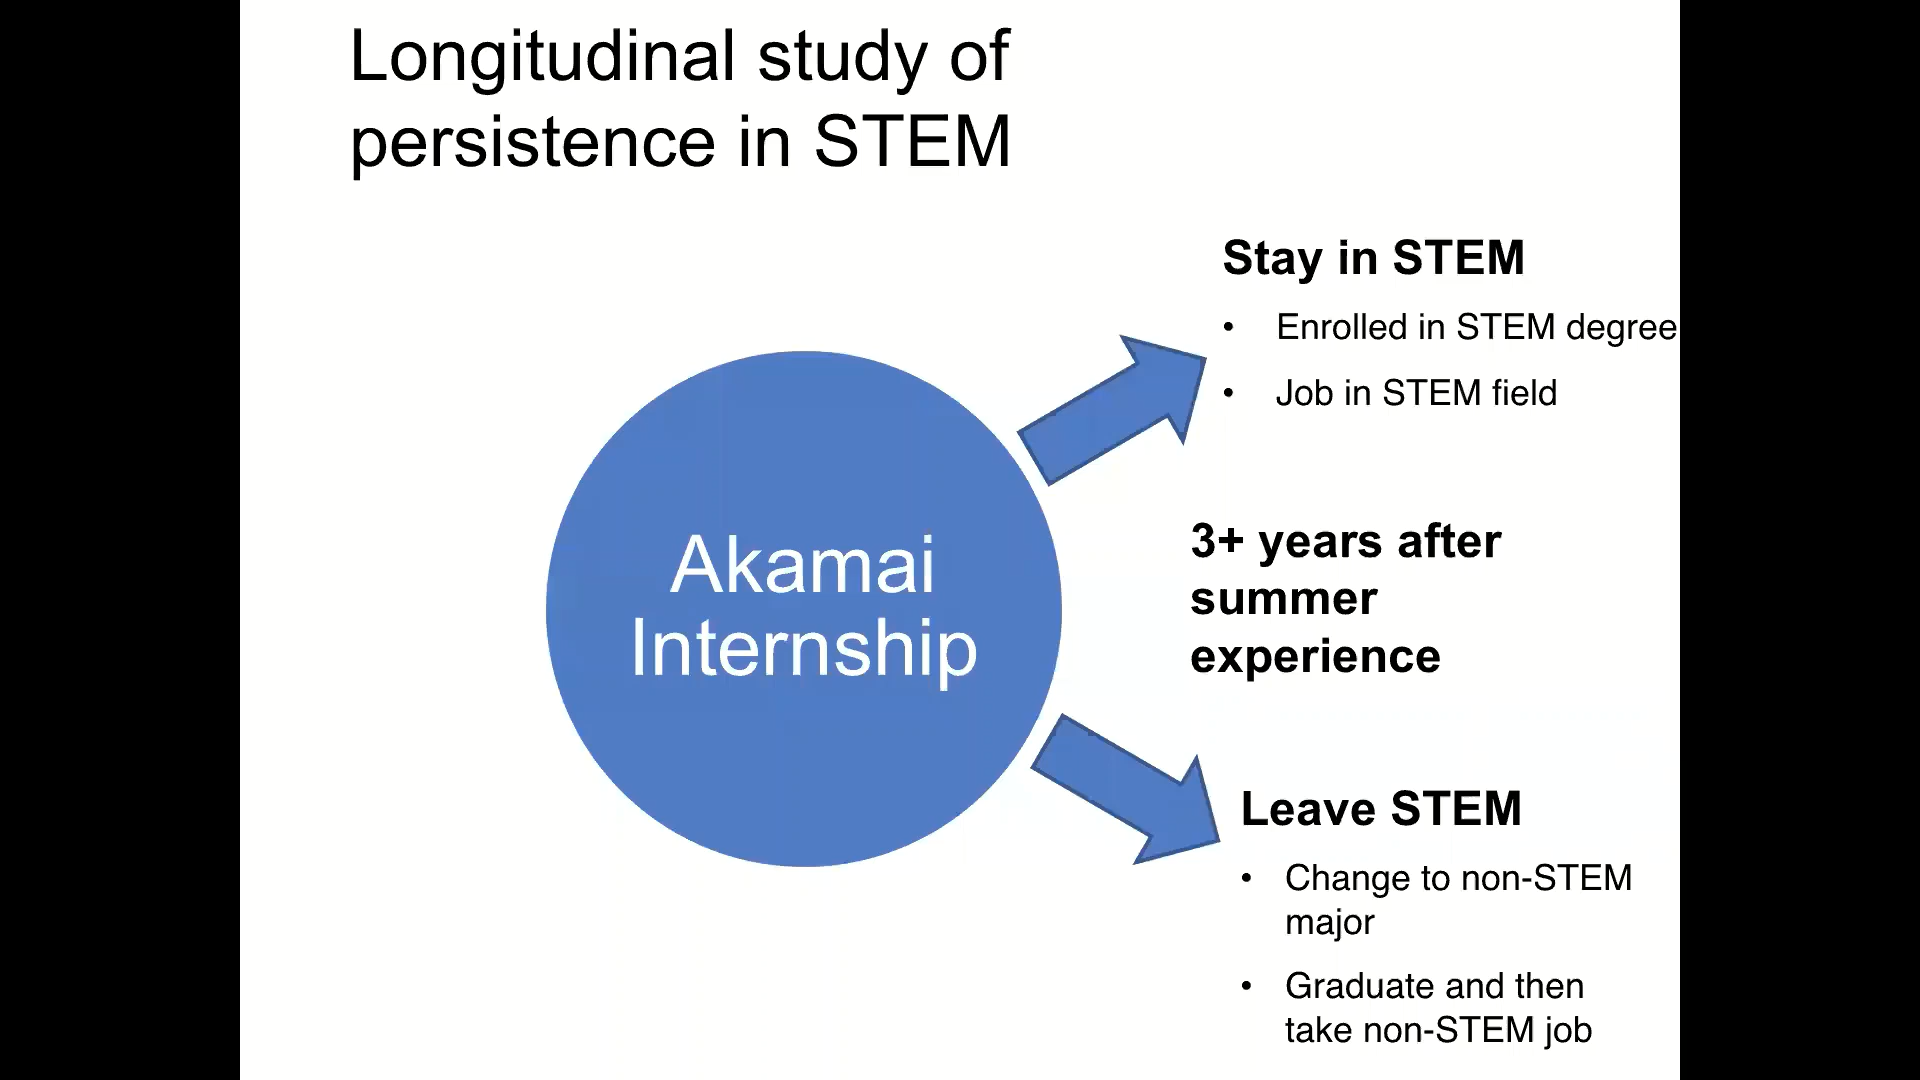 Longitudinal study of
persistence in STEM
Stay in STEM
• Enrolled in STEM degree
• Job in STEM field
Akamai
Internship
3+ years after
summer
experience
Leave STEM
• Change to non-STEM
major
• Graduate and then
take non-STEM job